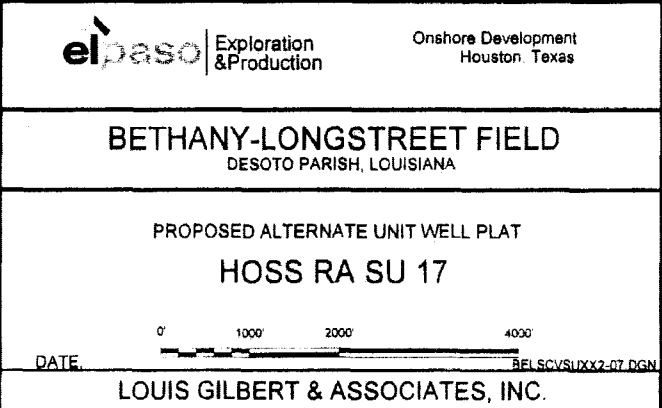 elpaso Exploration
&Production
Onshore Development
Houston, Texas
BETHANY-LONGSTREET FIELD
DESOTO PARISH, LOUISIANA
PROPOSED ALTERNATE UNIT WELL PLAT
HOSS RA SU 17
0' 1000' 2000' 4000'
DATE. BELSCVSUXX2-07.DGN
LOUIS GILBERT & ASSOCIATES, INC.